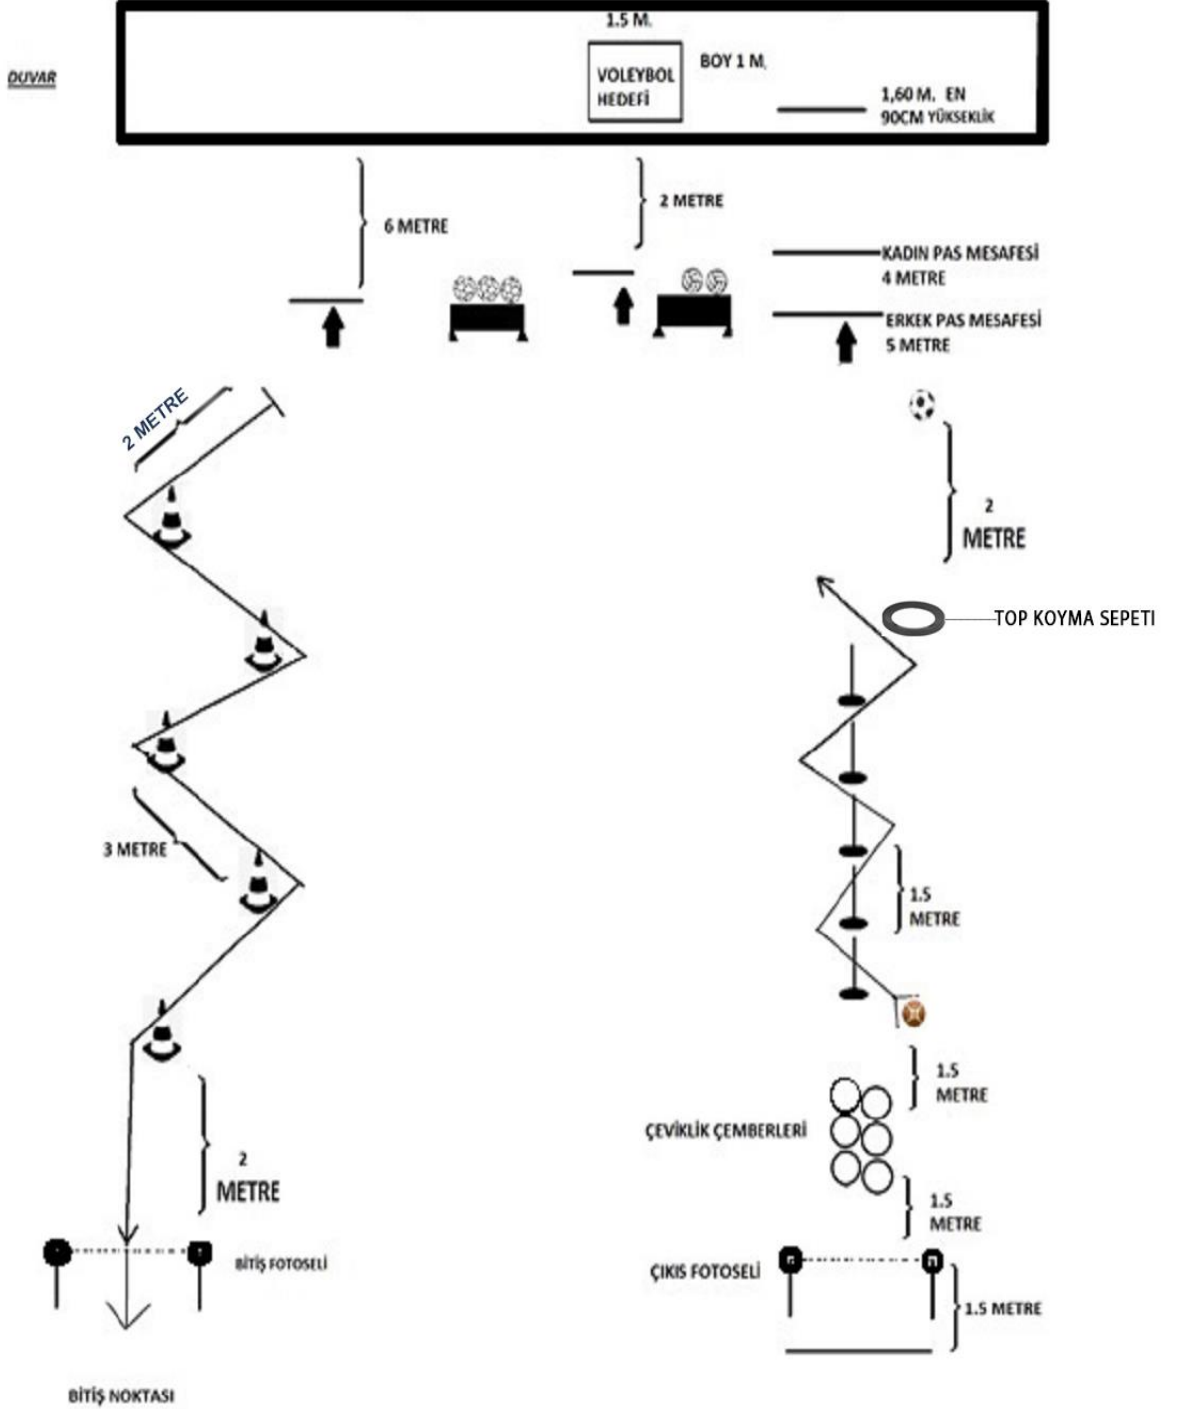 1.5 M.
DUVAR
VOLEYBOL
HEDEFİ
BOY 1 M.
1,60 M. EN
90CM YÜKSEKLİK
6 METRE
2 METRE
KADIN PAS MESAFESİ
4 METRE
ERKEK PAS MESAFESİ
5 METRE
2 METRE
2
METRE
TOP KOYMA SEPETI
3 METRE
1.5
METRE
1.5
METRE
ÇEVİKLİK ÇEMBERLERİ
2
METRE
1.5
METRE
BİTİŞ FOTOSELİ
ÇIKIS FOTOSELİ
1.5 METRE
BİTİŞ NOKTASI